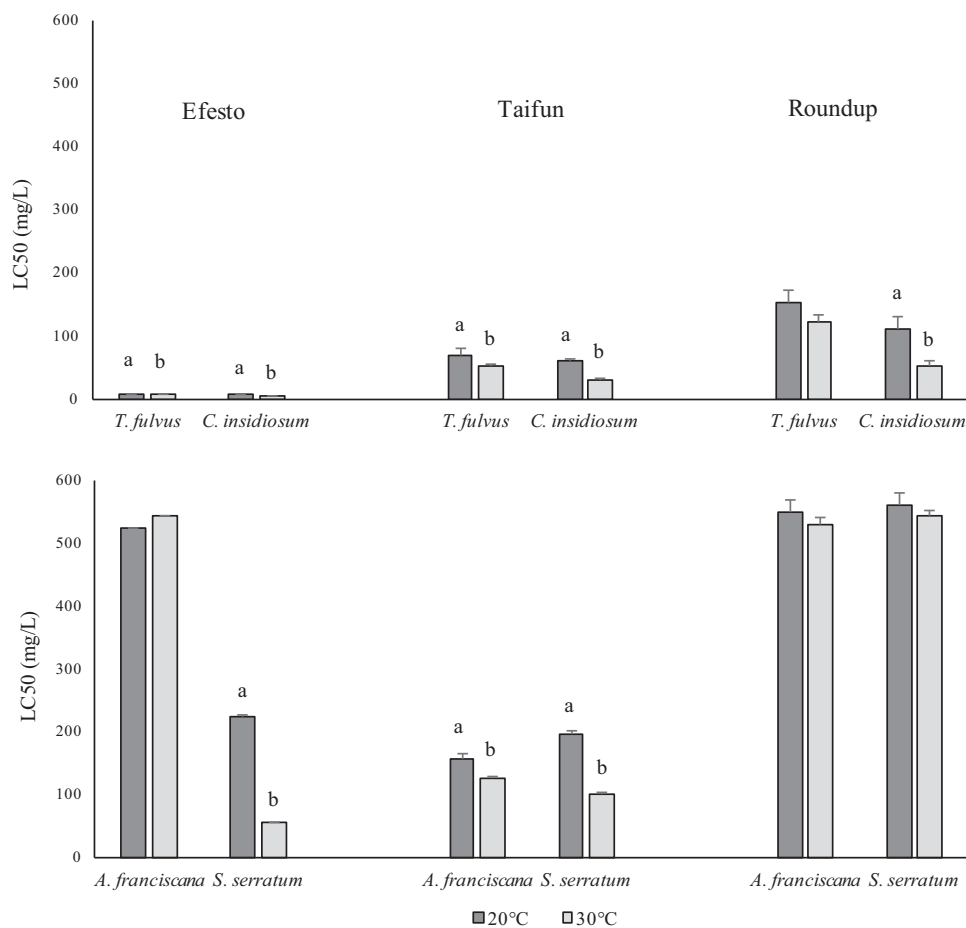 600
500
400
300
200
100
0
LC50 (mg/L)
Efesto
Taifun
Roundup
a b a b
a b a b
a b
T. fulvus C. insidiosum T. fulvus C. insidiosum T. fulvus C. insidiosum
600
500
400
300
200
100
0
LC50 (mg/L)
a b
a b a b
A. franciscana S. serratum A. franciscana S. serratum A. franciscana S. serratum
20°C 30°C